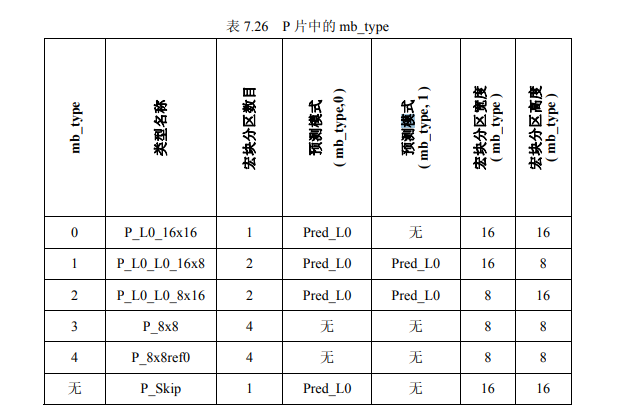 表 7.26 P 片中的 mb_type
mb_type 类型名称 宏块分区数目 预测模式 ( mb_type,0 ) 预测模式 ( mb_type, 1 ) 宏块分区宽度 ( mb_type ) 宏块分区高度 ( mb_type )
0 P_L0_16x16 1 Pred_L0 无 16 16
1 P_L0_L0_16x8 2 Pred_L0 Pred_L0 16 8
2 P_L0_L0_8x16 2 Pred_L0 Pred_L0 8 16
3 P_8x8 4 无 无 8 8
4 P_8x8ref0 4 无 无 8 8
无 P_Skip 1 Pred_L0 无 16 16